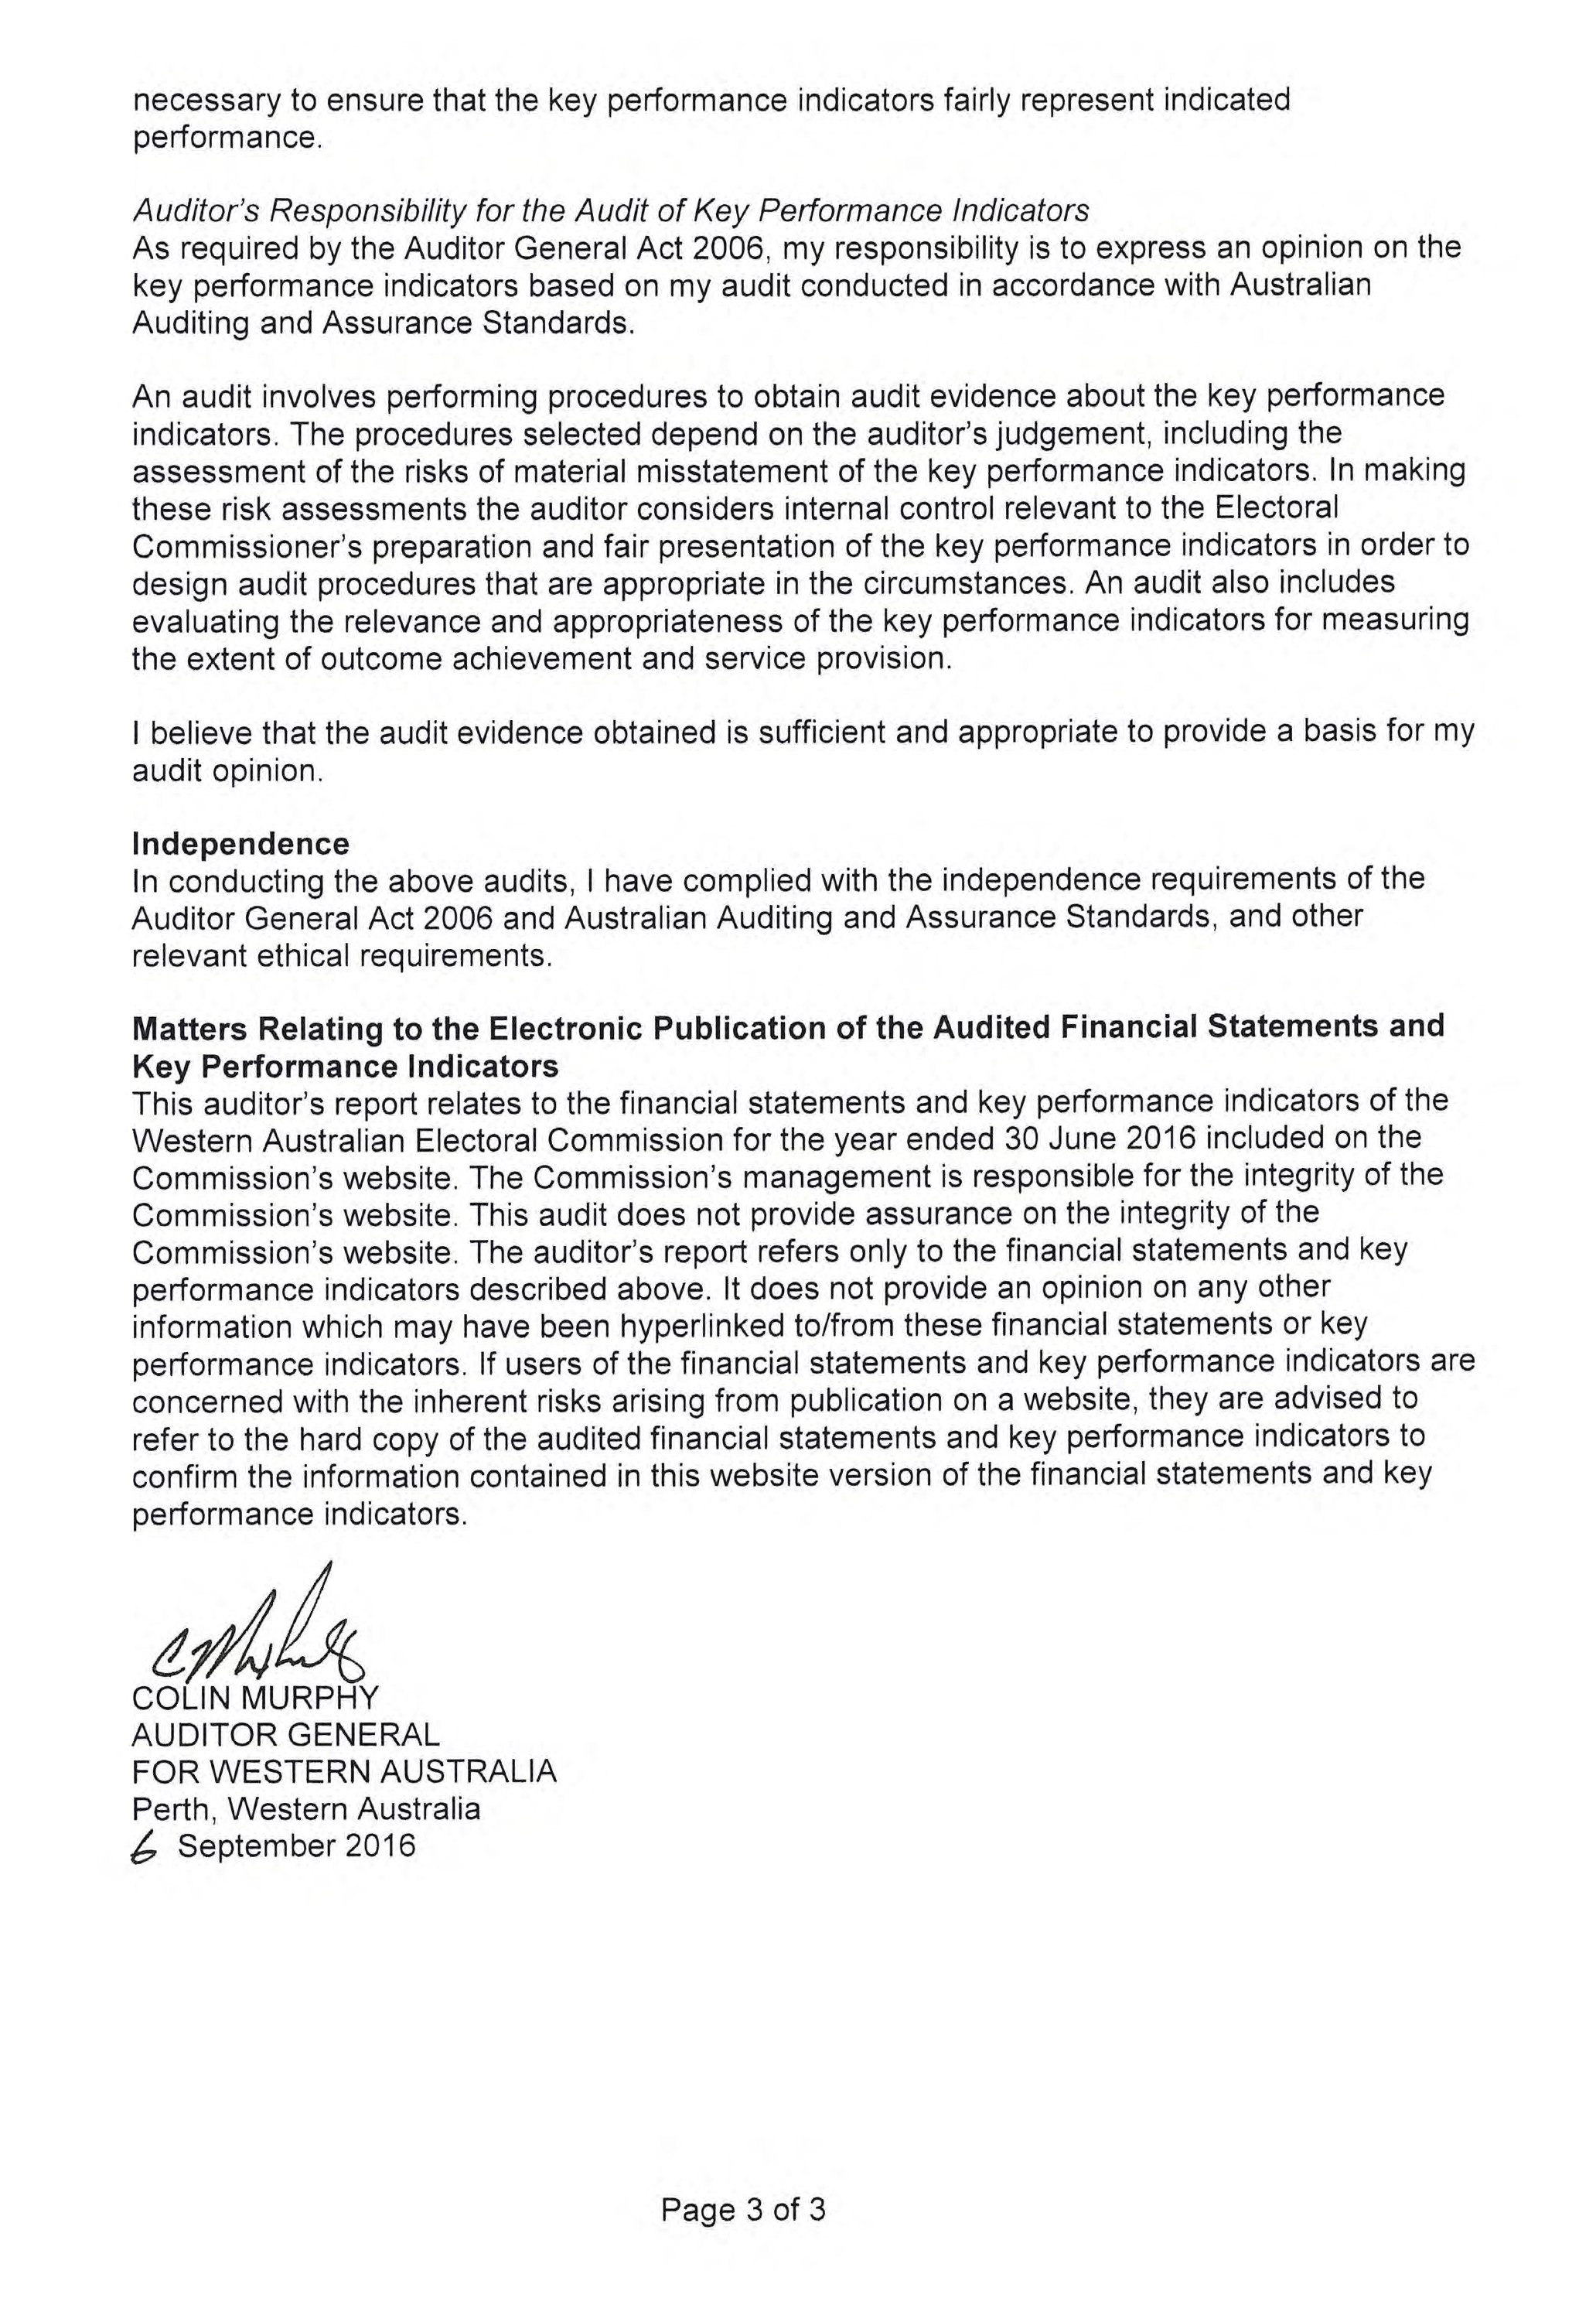 necessary to ensure that the key performance indicators fairly represent indicated
performance.
Auditor's Responsibility for the Audit of Key Performance Indicators
As required by the Auditor General Act 2006, my responsibility is to express an opinion on the
key performance indicators based on my audit conducted in accordance with Australian
Auditing and Assurance Standards.
An audit involves performing procedures to obtain audit evidence about the key performance
indicators. The procedures selected depend on the auditor's judgement, including the
assessment of the risks of material misstatement of the key performance indicators. In making
these risk assessments the auditor considers internal control relevant to the Electoral
Commissioner's preparation and fair presentation of the key performance indicators in order to
design audit procedures that are appropriate in the circumstances. An audit also includes
evaluating the relevance and appropriateness of the key performance indicators for measuring
the extent of outcome achievement and service provision.
I believe that the audit evidence obtained is sufficient and appropriate to provide a basis for my
audit opinion.
Independence
In conducting the above audits, I have complied with the independence requirements of the
Auditor General Act 2006 and Australian Auditing and Assurance Standards, and other
relevant ethical requirements.
Matters Relating to the Electronic Publication of the Audited Financial Statements and
Key Performance Indicators
This auditor's report relates to the financial statements and key performance indicators of the
Western Australian Electoral Commission for the year ended 30 June 2016 included on the
Commission's website. The Commission's management is responsible for the integrity of the
Commission's website. This audit does not provide assurance on the integrity of the
Commission's website. The auditor's report refers only to the financial statements and key
performance indicators described above. It does not provide an opinion on any other
information which may have been hyperlinked to/from these financial statements or key
performance indicators. If users of the financial statements and key performance indicators are
concerned with the inherent risks arising from publication on a website, they are advised to
refer to the hard copy of the audited financial statements and key performance indicators to
confirm the information contained in this website version of the financial statements and key
performance indicators.
COLIN MURPHY
AUDITOR GENERAL
FOR WESTERN AUSTRALIA
Perth, Western Australia
6 September 2016
Page 3 of 3